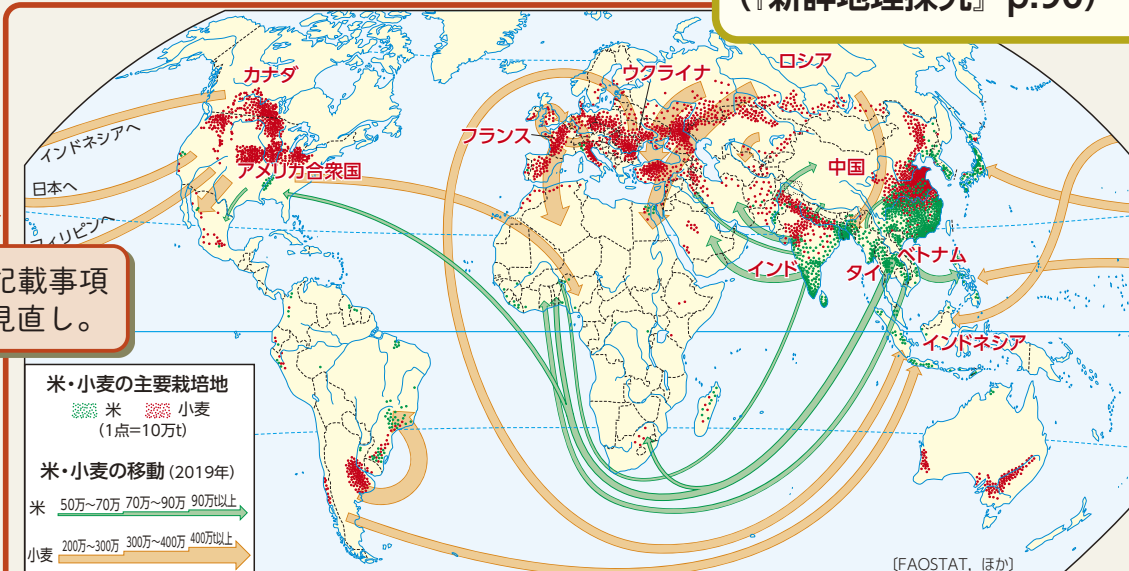 (『新詳地理探究』 p.90)
ロシア
ウクライナ
カナダ
フランス
インドネシアへ
アメリカ合衆国
中国
日本へ
フィリピンへ
ベトナム
インド
タイ
記載事項
見直し。
インドネシア
米・小麦の主要栽培地
米 小麦
(1点=10万t)
米・小麦の移動(2019年)
米 50万~70万 70万~90万 90万t以上
小麦 200万~300万 300万~400万 400万t以上
〔FAOSTAT, ほか〕